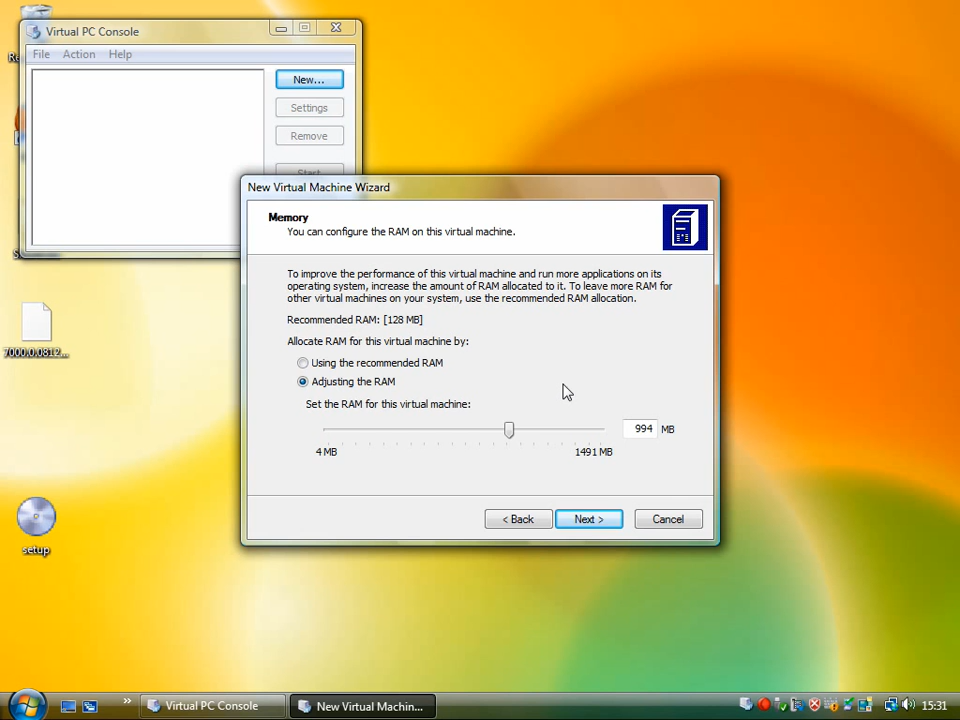 Virtual PC Console
File Action Help
New...
Settings
Remove
Start
New Virtual Machine Wizard
Memory
You can configure the RAM on this virtual machine.
To improve the performance of this virtual machine and run more applications on its
operating system, increase the amount of RAM allocated to it. To leave more RAM for
other virtual machines on your system, use the recommended RAM allocation.
Recommended RAM: [128 MB]
Allocate RAM for this virtual machine by:
Using the recommended RAM
Adjusting the RAM
Set the RAM for this virtual machine:
994 MB
4 MB 1491 MB
< Back Next > Cancel
7000.0.0812...
setup
» Virtual PC Console New Virtual Machin... 15:31